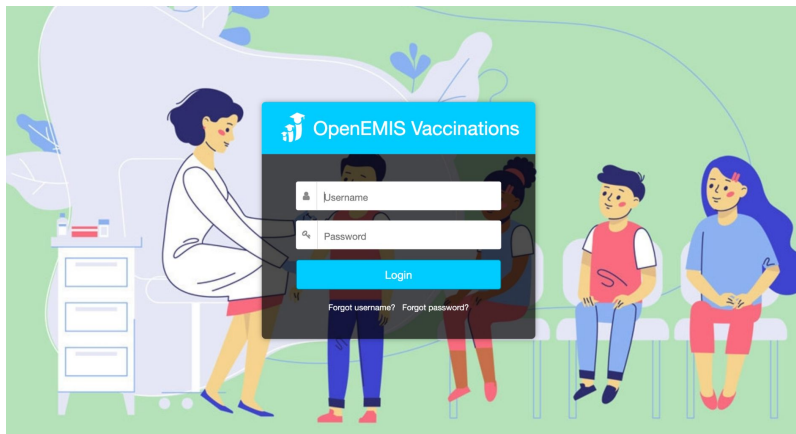 OpenEMIS Vaccinations
Username
Password
Login
Forgot username? Forgot password?